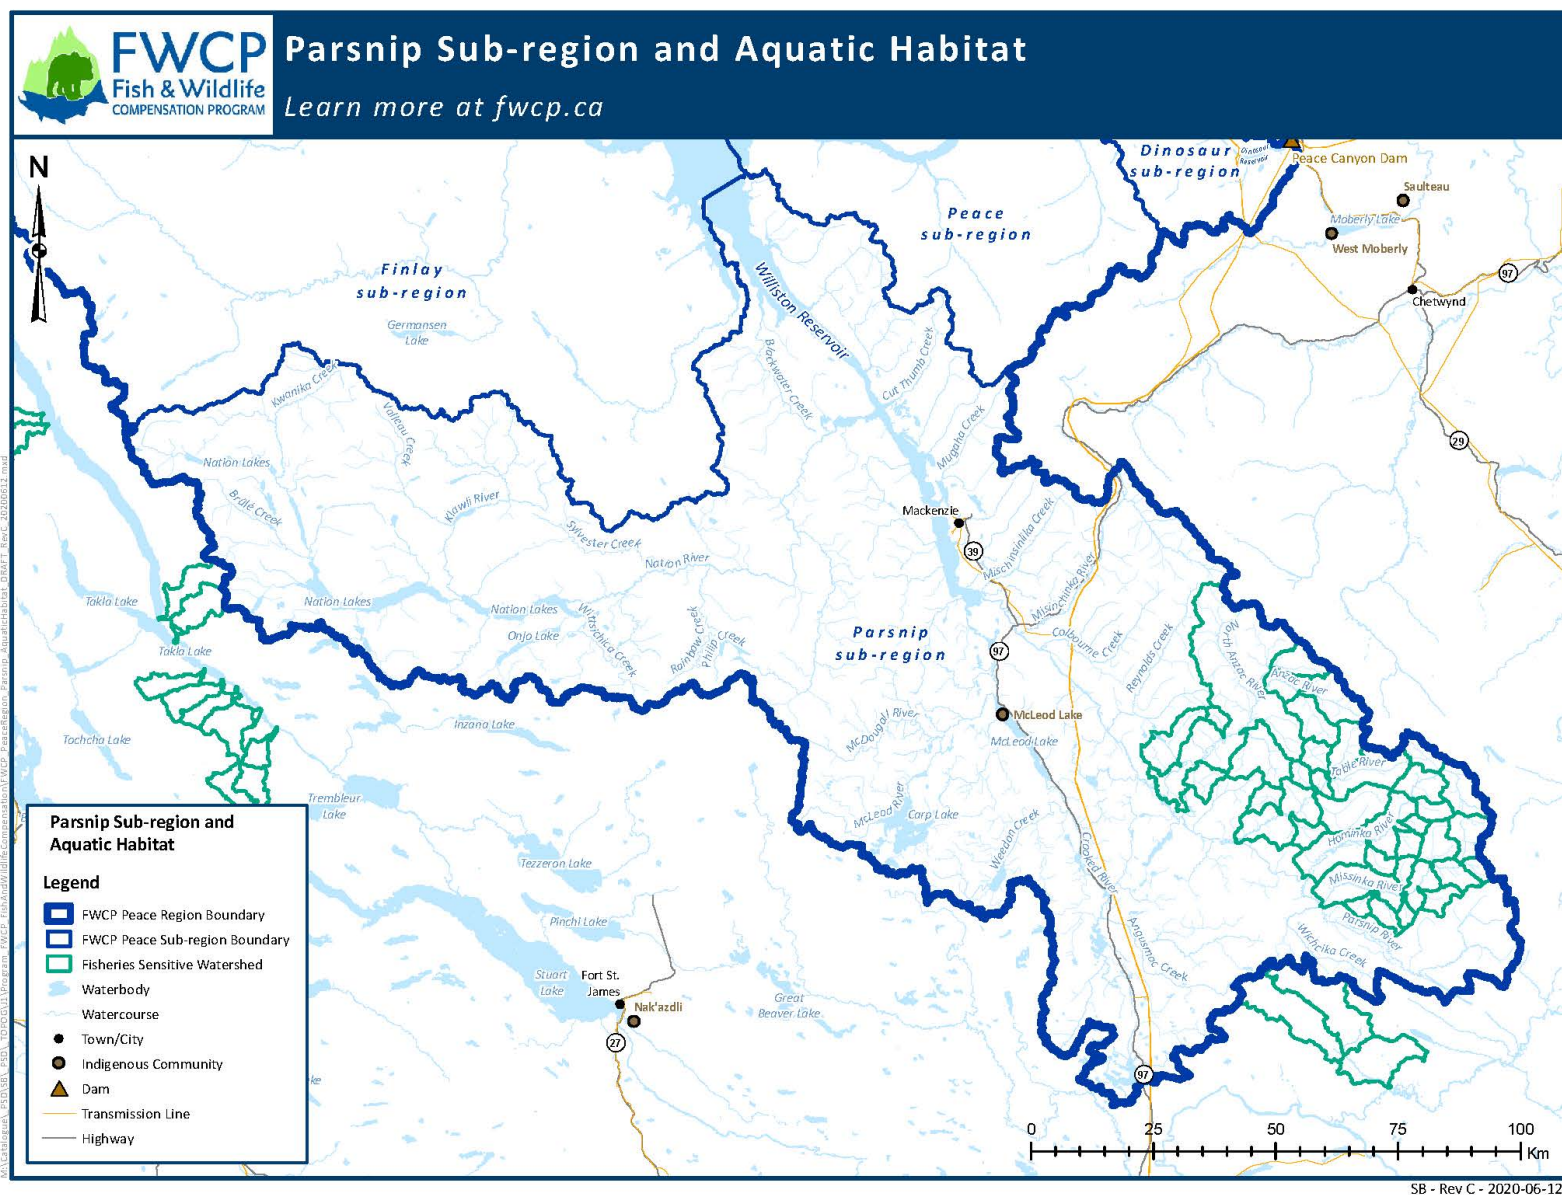 FWCP
Fish & Wildlife
COMPENSATION PROGRAM
Parsnip Sub-region and Aquatic Habitat
Learn more at fwcp.ca
N
Dinosaur
sub-region
Dinosaur
Reservoir
Peace Canyon Dam
Saulteau
Moberly Lake
West Moberly
97
Chetwynd
Peace
sub-region
Finlay
sub-region
Germansen
Lake
Williston Reservoir
Blackwater Creek
Cut Thumb Creek
Mugaha Creek
Kwanika Creek
Valleau Creek
29
Nation Lakes
Brûlé Creek
Klawli River
Sylvester Creek
Nation River
Mackenzie
39
Mischinsinlika Creek
Misinchinka River
Takla Lake
Nation Lakes
Nation Lakes
Onjo Lake
Wittsichica Creek
Rainbow Creek
Philip Creek
Parsnip
sub-region
97
Colbourne Creek
Reynolds Creek
North Anzac River
Anzac River
Takla Lake
McLeod Lake
McLeod Lake
McDougall River
Inzana Lake
Tochcha Lake
Table River
Trembleur
Lake
McLeod River
Carp Lake
Weedon Creek
Crooked River
Hominka River
Missinka River
Parsnip River
Wichcika Creek
Angusmac Creek
Tezzeron Lake
Pinchi Lake
Stuart
Lake
Fort St.
James
Nak'azdli
Great
Beaver Lake
27
97
Parsnip Sub-region and
Aquatic Habitat
Legend
FWCP Peace Region Boundary
FWCP Peace Sub-region Boundary
Fisheries Sensitive Watershed
Waterbody
Watercourse
Town/City
Indigenous Community
Dam
Transmission Line
Highway
0 25 50 75 100
Km
SB - Rev C - 2020-06-12